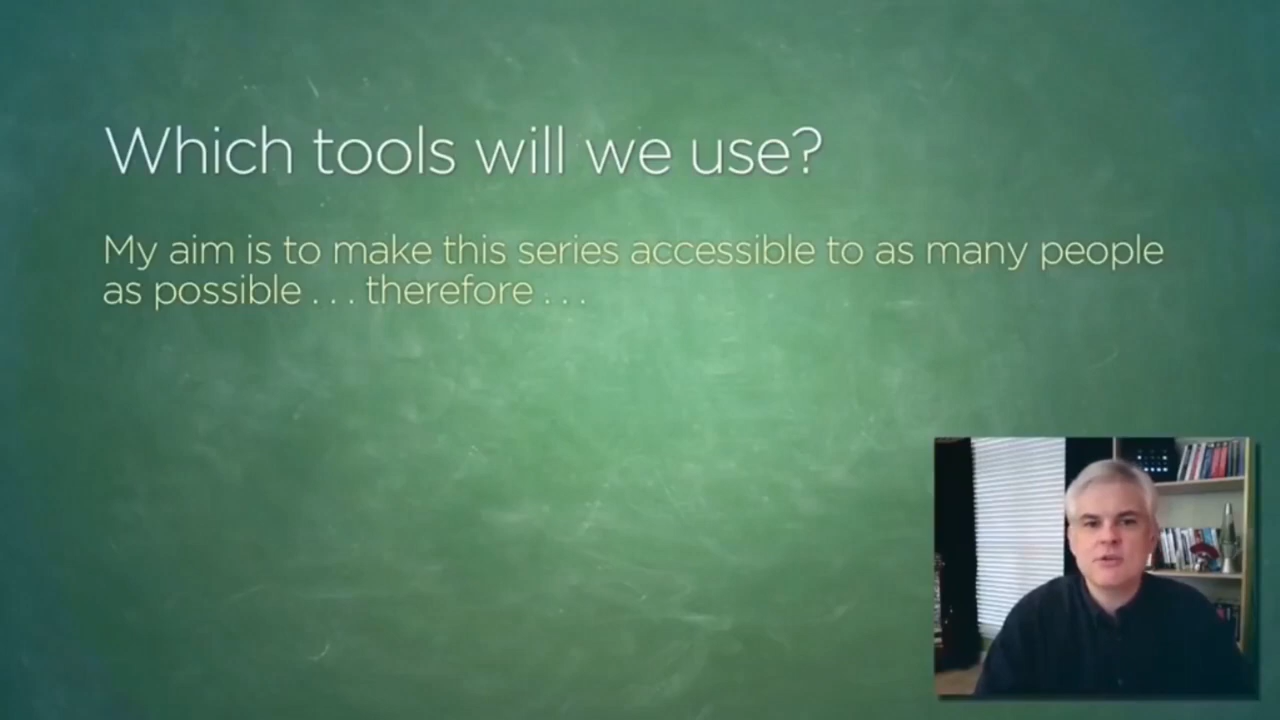 Which tools will we use?
My aim is to make this series accessible to as many people
as possible . . . therefore . . .